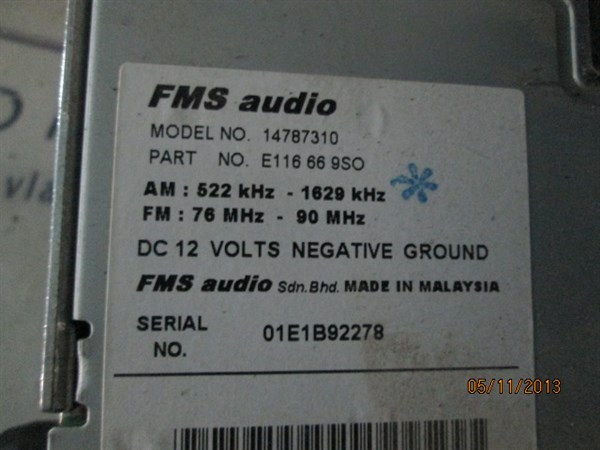 FMS audio
MODEL NO. 14787310
PART NO. E116 66 9SO
AM : 522 kHz - 1629 kHz
FM : 76 MHz - 90 MHz
DC 12 VOLTS NEGATIVE GROUND
FMS audio Sdn.Bhd. MADE IN MALAYSIA
SERIAL
NO. 01E1B92278
05/11/2013